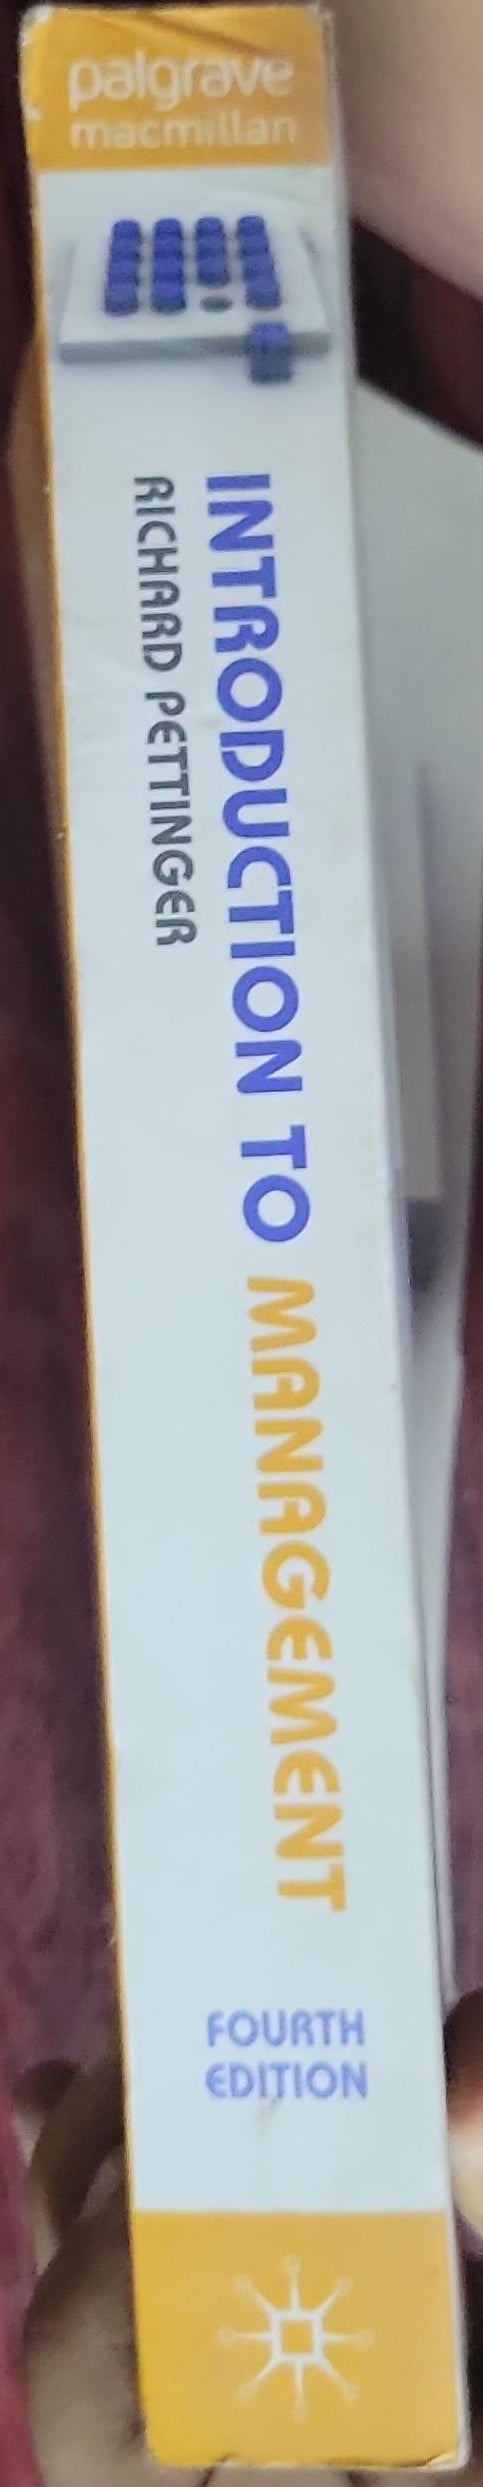 palgrave
macmillan
INTRODUCTION TO MANAGEMENT
RICHARD PETTINGER
FOURTH
EDITION